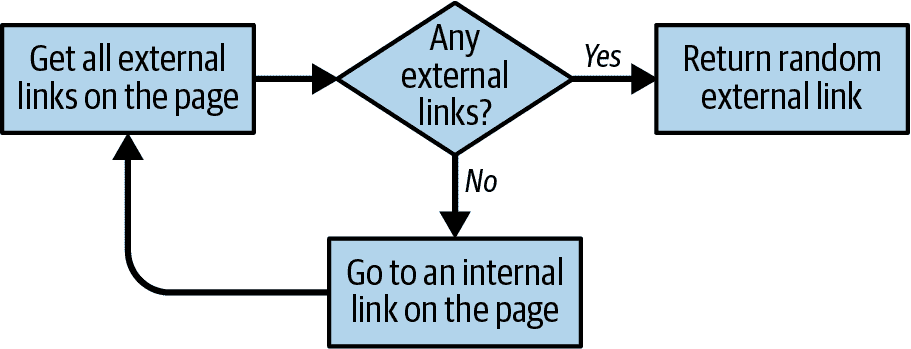 Get all external
links on the page
Any
external
links?
Yes
Return random
external link
No
Go to an internal
link on the page